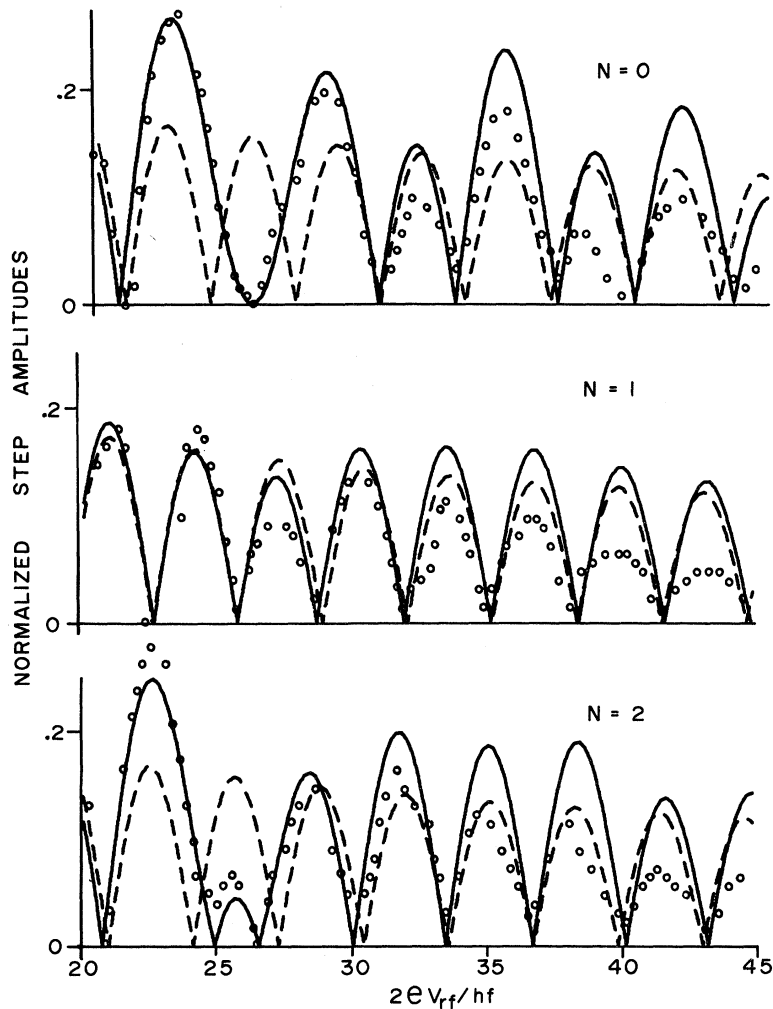 N = 0
.2
0
NORMALIZED STEP AMPLITUDES
N = 1
.2
0
N = 2
.2
0
20 25 30 35 40 45
2eVrf/hf